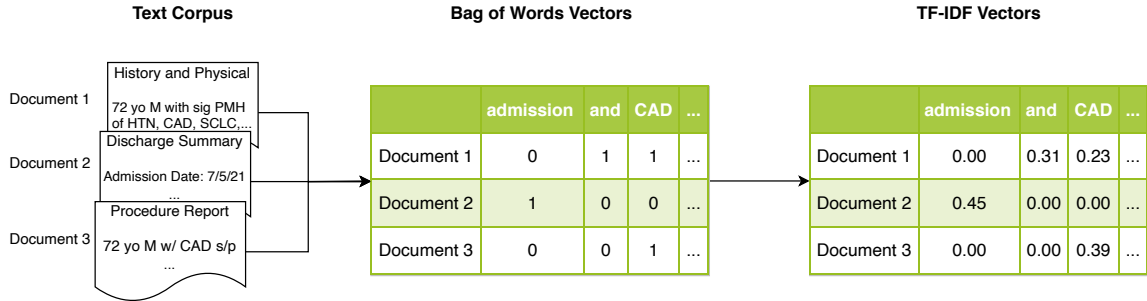 Text Corpus
Bag of Words Vectors
TF-IDF Vectors
Document 1
History and Physical
72 yo M with sig PMH
of HTN, CAD, SCLC,...
Document 2
Discharge Summary
Admission Date: 7/5/21
...
Document 3
Procedure Report
72 yo M w/ CAD s/p
...
admission and CAD ...
Document 1 0 1 1 ...
Document 2 1 0 0 ...
Document 3 0 0 1 ...
admission and CAD ...
Document 1 0.00 0.31 0.23 ...
Document 2 0.45 0.00 0.00 ...
Document 3 0.00 0.00 0.39 ...